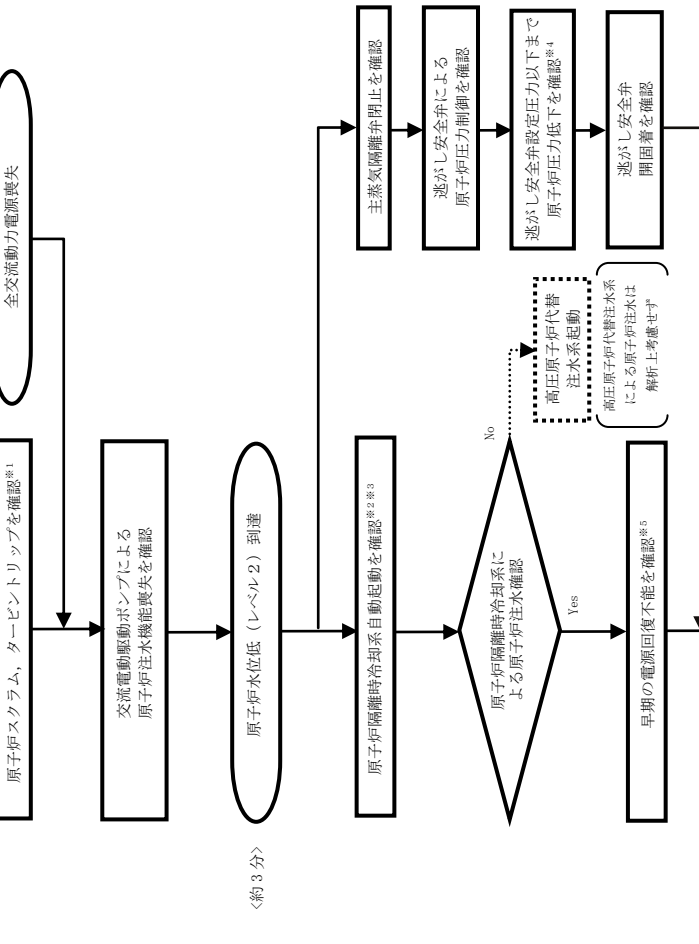 全交流動力電源喪失
原子炉スクラム，タービントリップを確認※1
交流電動駆動ポンプによる
原子炉注水機能喪失を確認
<約３分>
原子炉水位低（レベル２）到達
原子炉隔離時冷却系自動起動を確認※2※3
原子炉隔離時冷却系に
よる原子炉注水確認
No
Yes
早期の電源回復不能を確認※5
高圧原子炉代替
注水系起動
高圧原子炉代替注水系
による原子炉注水は
解析上考慮せず
主蒸気隔離弁閉止を確認
逃がし安全弁による
原子炉圧力制御を確認
逃がし安全弁設定圧力以下まで
原子炉圧力低下を確認※4
逃がし安全弁
開固着を確認